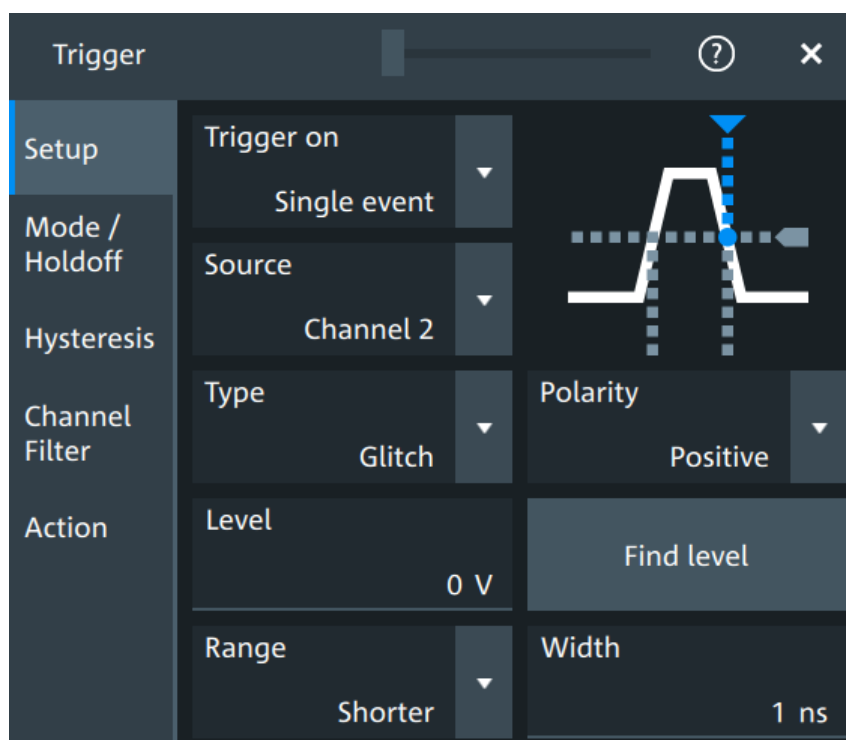 Trigger
?
×
Setup
Mode /
Holdoff
Hysteresis
Channel
Filter
Action
Trigger on
Single event
Source
Channel 2
Type
Glitch
Polarity
Positive
Level
0 V
Find level
Range
Shorter
Width
1 ns